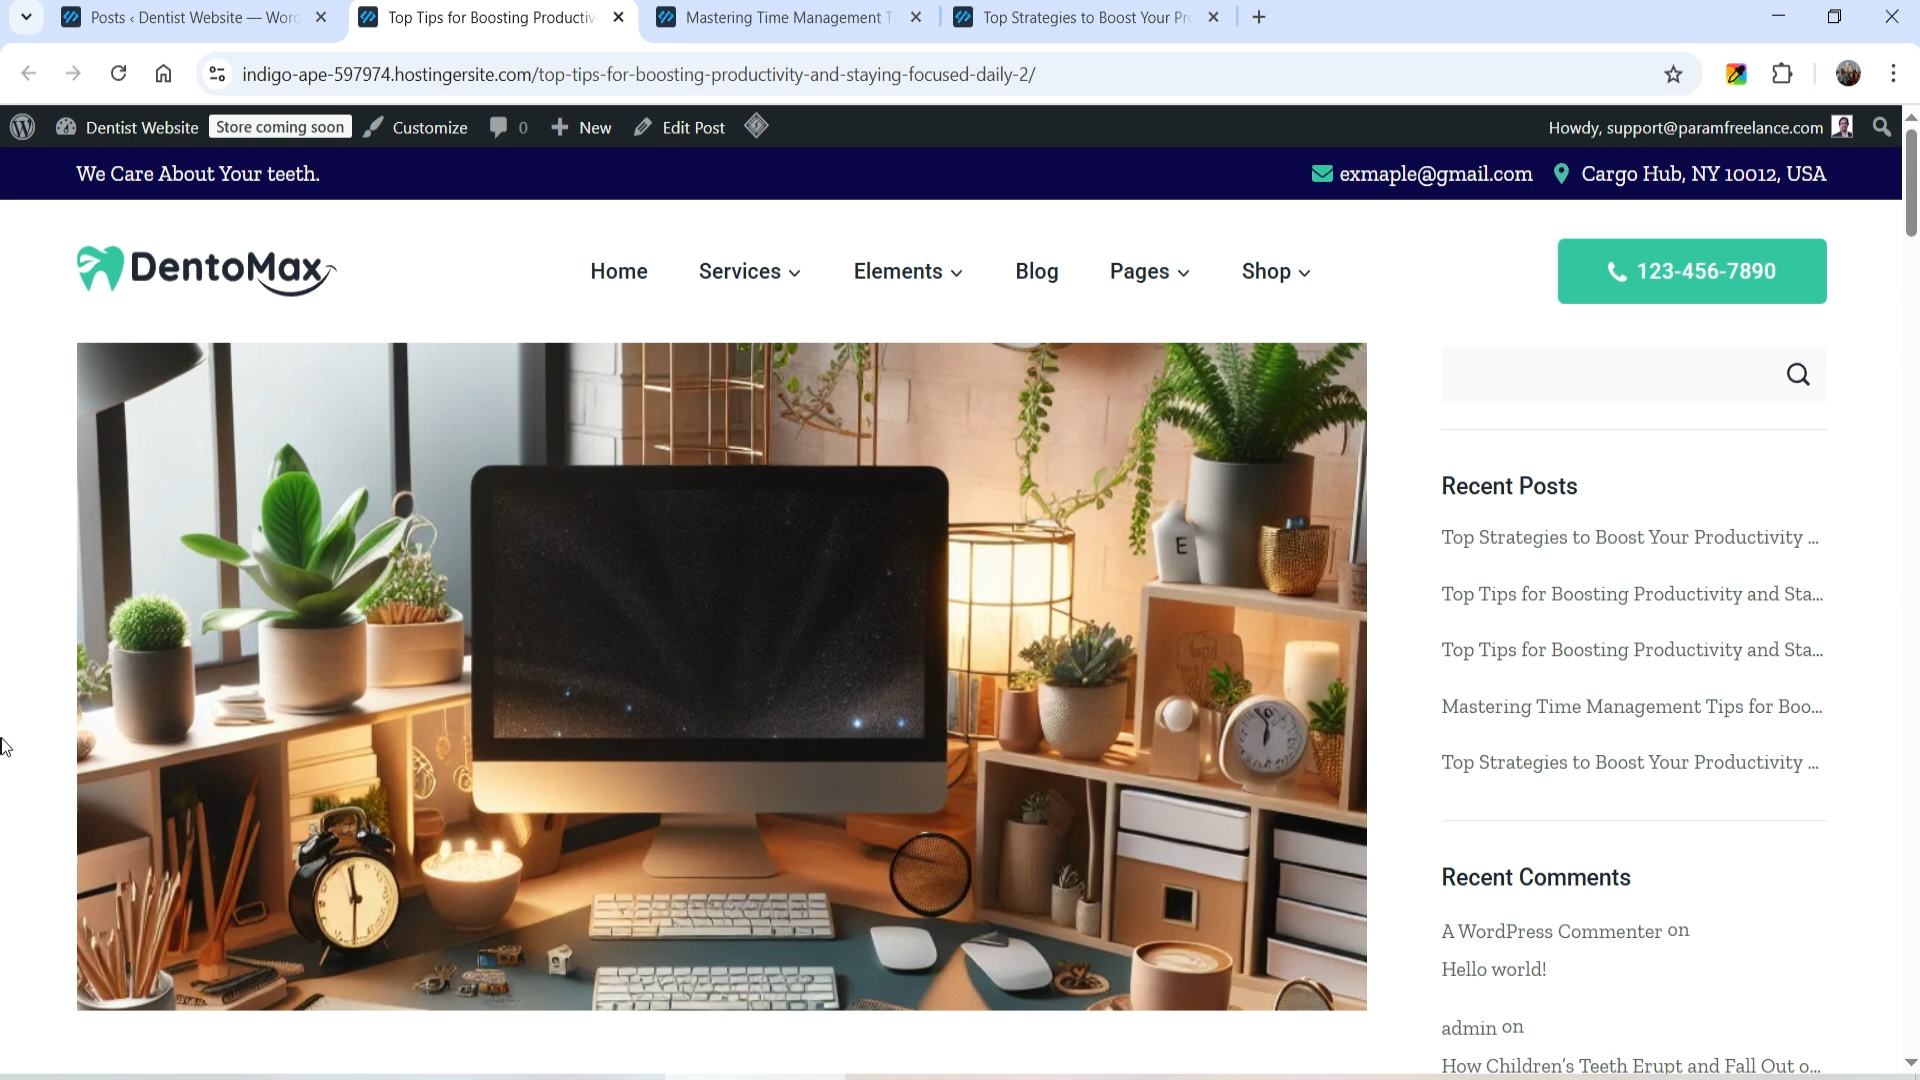 Posts ‹ Dentist Website — Word
Top Tips for Boosting Productiv
Mastering Time Management T
Top Strategies to Boost Your Pr
indigo-ape-597974.hostingersite.com/top-tips-for-boosting-productivity-and-staying-focused-daily-2/
Dentist Website
Store coming soon
Customize
0
New
Edit Post
Howdy, support@paramfreelance.com
We Care About Your teeth.
exmaple@gmail.com
Cargo Hub, NY 10012, USA
DentoMax
Home
Services
Elements
Blog
Pages
Shop
123-456-7890
E
Recent Posts
Top Strategies to Boost Your Productivity ...
Top Tips for Boosting Productivity and Sta...
Top Tips for Boosting Productivity and Sta...
Mastering Time Management Tips for Boo...
Top Strategies to Boost Your Productivity ...
Recent Comments
A WordPress Commenter on
Hello world!
admin on
How Children's Teeth Erupt and Fall Out o...